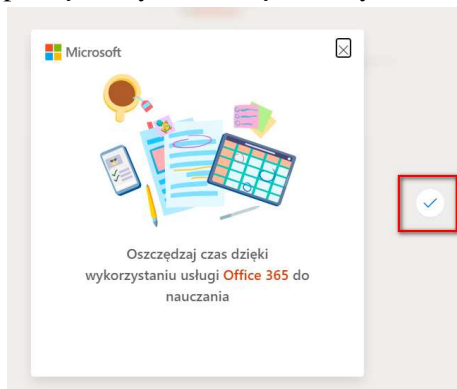 Microsoft
Oszczędzaj czas dzięki
wykorzystaniu usługi Office 365 do
nauczania